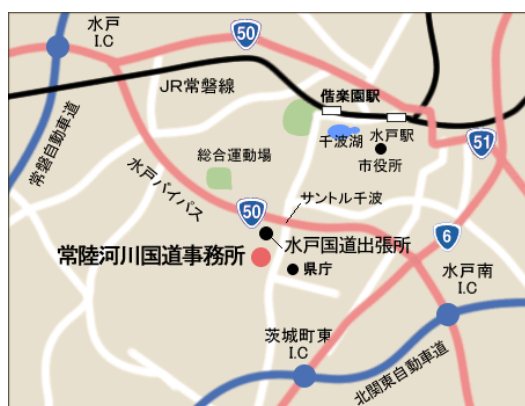 水戸
I.C
50
JR常磐線
偕楽園駅
常磐自動車道
千波湖
水戸駅
51
総合運動場
市役所
水戸バイパス
サントル千波
50
水戸国道出張所
6
常陸河川国道事務所
県庁
水戸南
I.C
茨城町東
I.C
北関東自動車道